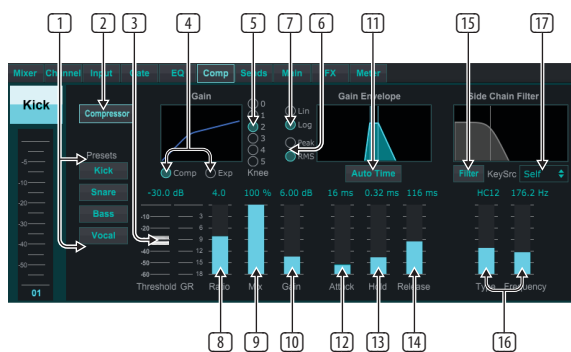 1 2 3 4 5 7 6 11 15 17
Mixer Channel Input Gate EQ Comp Sends Main FX Meter
Kick
Compressor
Presets
Kick
Snare
Bass
Vocal
Gain
0
1
2
3
4
5
Knee
Lin
Log
Peak
RMS
Comp Exp
Gain Envelope
Auto Time
Side Chain Filter
Filter KeySrc Self
-30.0 dB 4.0 100 % 6.00 dB 16 ms 0.32 ms 116 ms HC12 176.2 Hz
-10 3
-20 6
-30 9
-40 12
-50 15
-60 18
Threshold GR Ratio Mix Gain Attack Hold Release Type Frequency
-5
-10
-20
-30
-40
-50
01
8 9 10 12 13 14 16